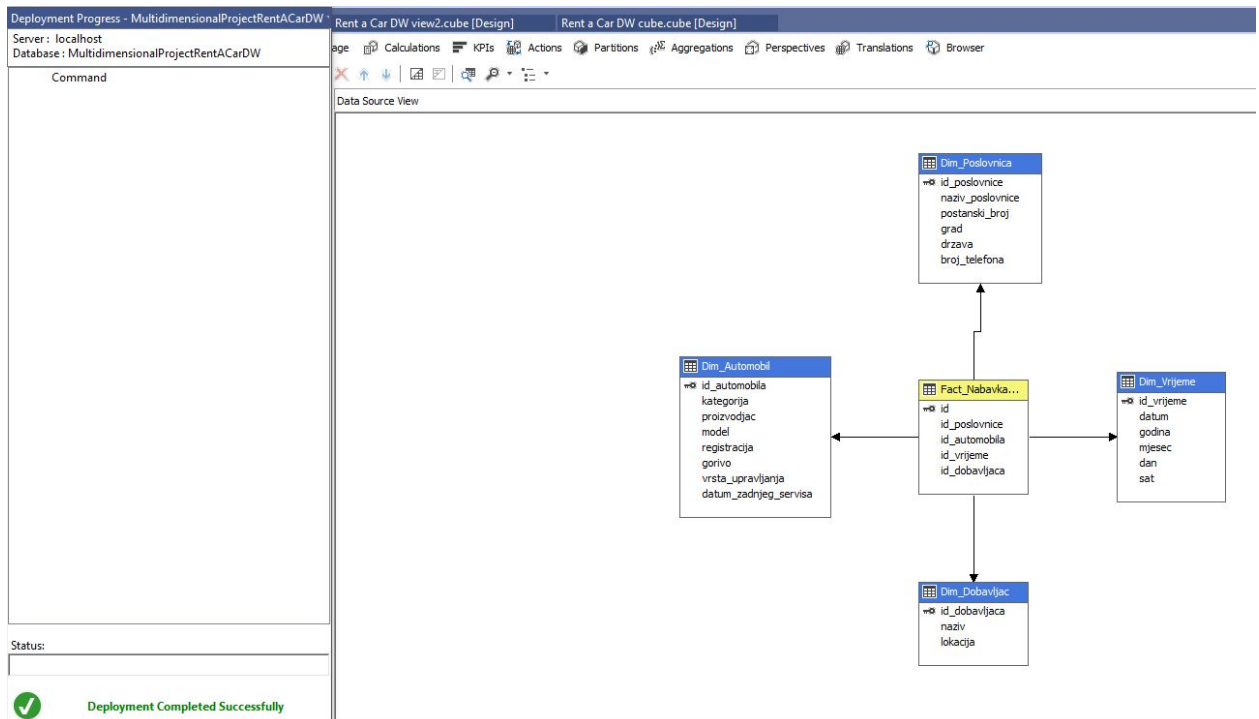 Deployment Progress - MultidimensionalProjectRentACarDW
Server : localhost
Database : MultidimensionalProjectRentACarDW
Command
Status:
Deployment Completed Successfully
Rent a Car DW view2.cube [Design]
Rent a Car DW cube.cube [Design]
age Calculations KPIs Actions Partitions Aggregations Perspectives Translations Browser
Data Source View
Dim_Poslovnica
id_poslovnice
naziv_poslovnice
postanski_broj
grad
drzava
broj_telefona
Dim_Automobil
id_automobila
kategorija
proizvodjac
model
registracija
gorivo
vrsta_upravljanja
datum_zadnjeg_servisa
Fact_Nabavka...
id
id_poslovnice
id_automobila
id_vrijeme
id_dobavljaca
Dim_Vrijeme
id_vrijeme
datum
godina
mjesec
dan
sat
Dim_Dobavljac
id_dobavljaca
naziv
lokacija